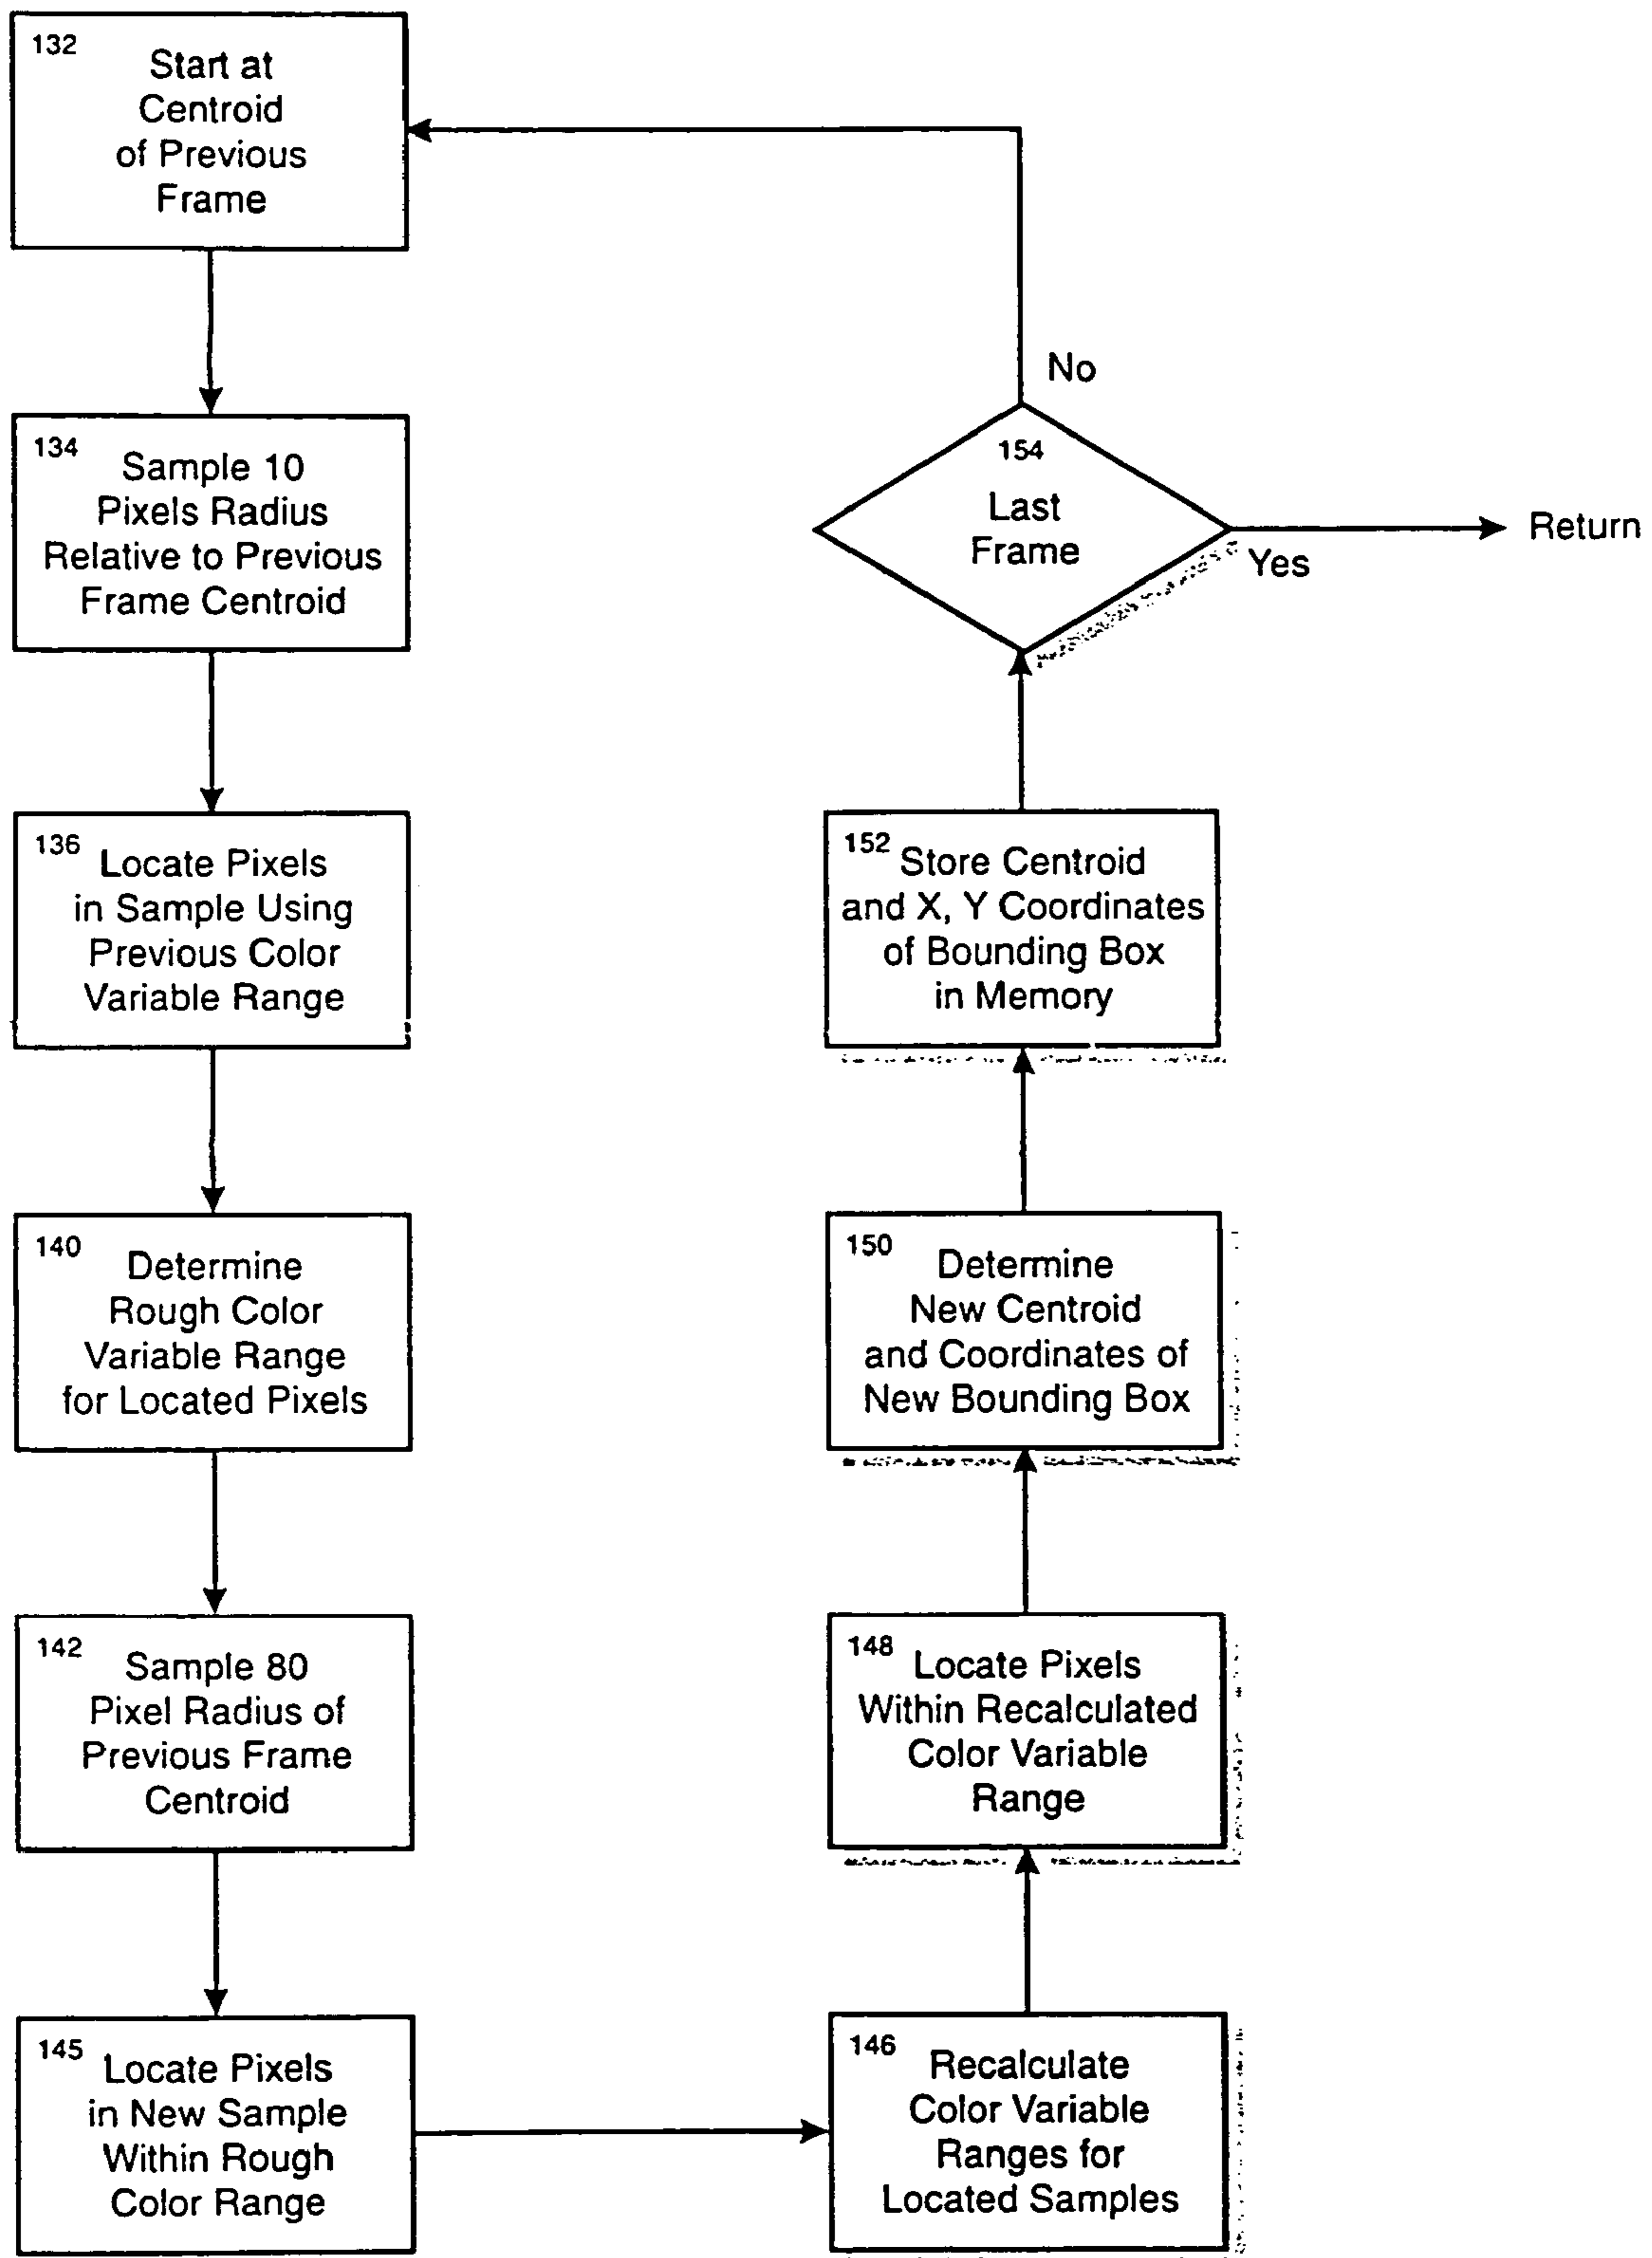 132
Start at
Centroid
of Previous
Frame
134
Sample 10
Pixels Radius
Relative to Previous
Frame Centroid
136
Locate Pixels
in Sample Using
Previous Color
Variable Range
140
Determine
Rough Color
Variable Range
for Located Pixels
142
Sample 80
Pixel Radius of
Previous Frame
Centroid
145
Locate Pixels
in New Sample
Within Rough
Color Range
146
Recalculate
Color Variable
Ranges for
Located Samples
148
Locate Pixels
Within Recalculated
Color Variable
Range
150
Determine
New Centroid
and Coordinates of
New Bounding Box
152
Store Centroid
and X, Y Coordinates
of Bounding Box
in Memory
154
Last
Frame
No
Yes
Return